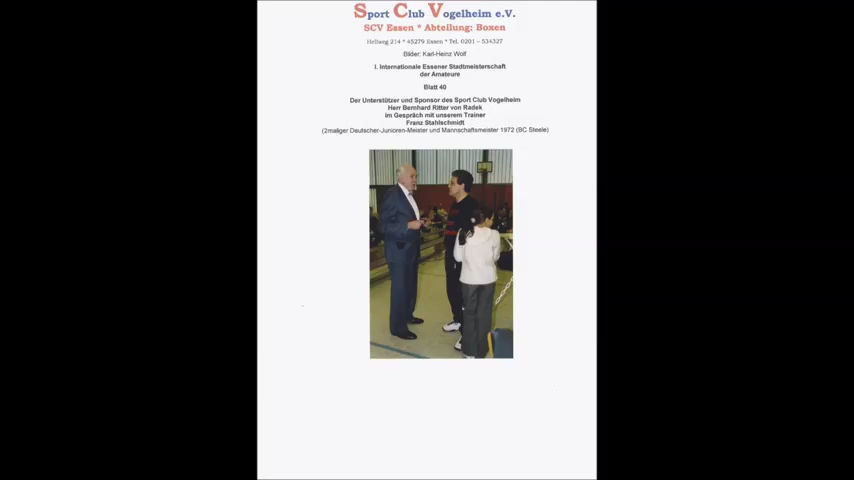 Sport Club Vogelheim e.V.
SCV Essen * Abteilung: Boxen
Hellweg 214 * 45279 Essen * Tel. 0201 – 534327
Bilder: Karl-Heinz Wolf
I. Internationale Essener Stadtmeisterschaft
der Amateure
Blatt 40
Der Unterstützer und Sponsor des Sport Club Vogelheim
Herr Bernhard Ritter von Radek
im Gespräch mit unserem Trainer
Franz Stahlschmidt
(2maliger Deutscher-Junioren-Meister und Mannschaftsmeister 1972 (BC Steele)